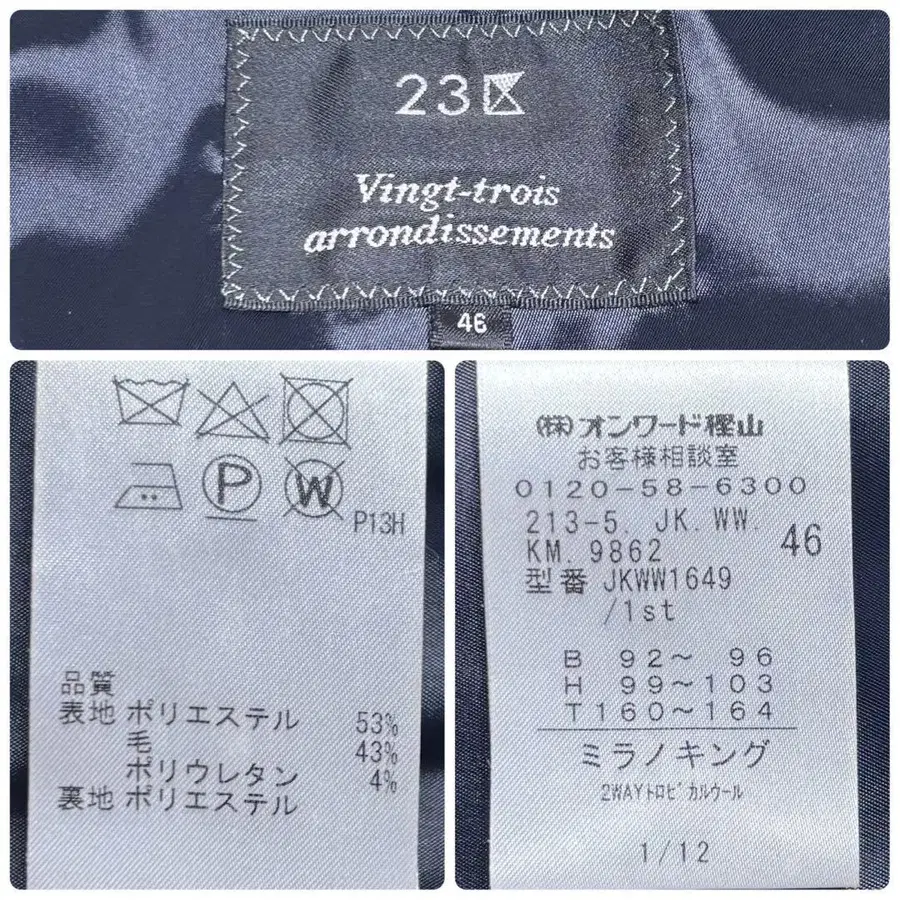 23区
Vingt-trois
arrondissements
46
P
W
P13H
品質
表地 ポリエステル 53%
毛 43%
ポリウレタン 4%
裏地 ポリエステル
㈱オンワード樫山
お客様相談室
0120-58-6300
213-5. JK. WW.
KM. 9862 46
型番 JKWW1649
/1st
B 92〜 96
H 99〜103
T160〜164
ミラノキング
2WAYトロピカルウール
1/12